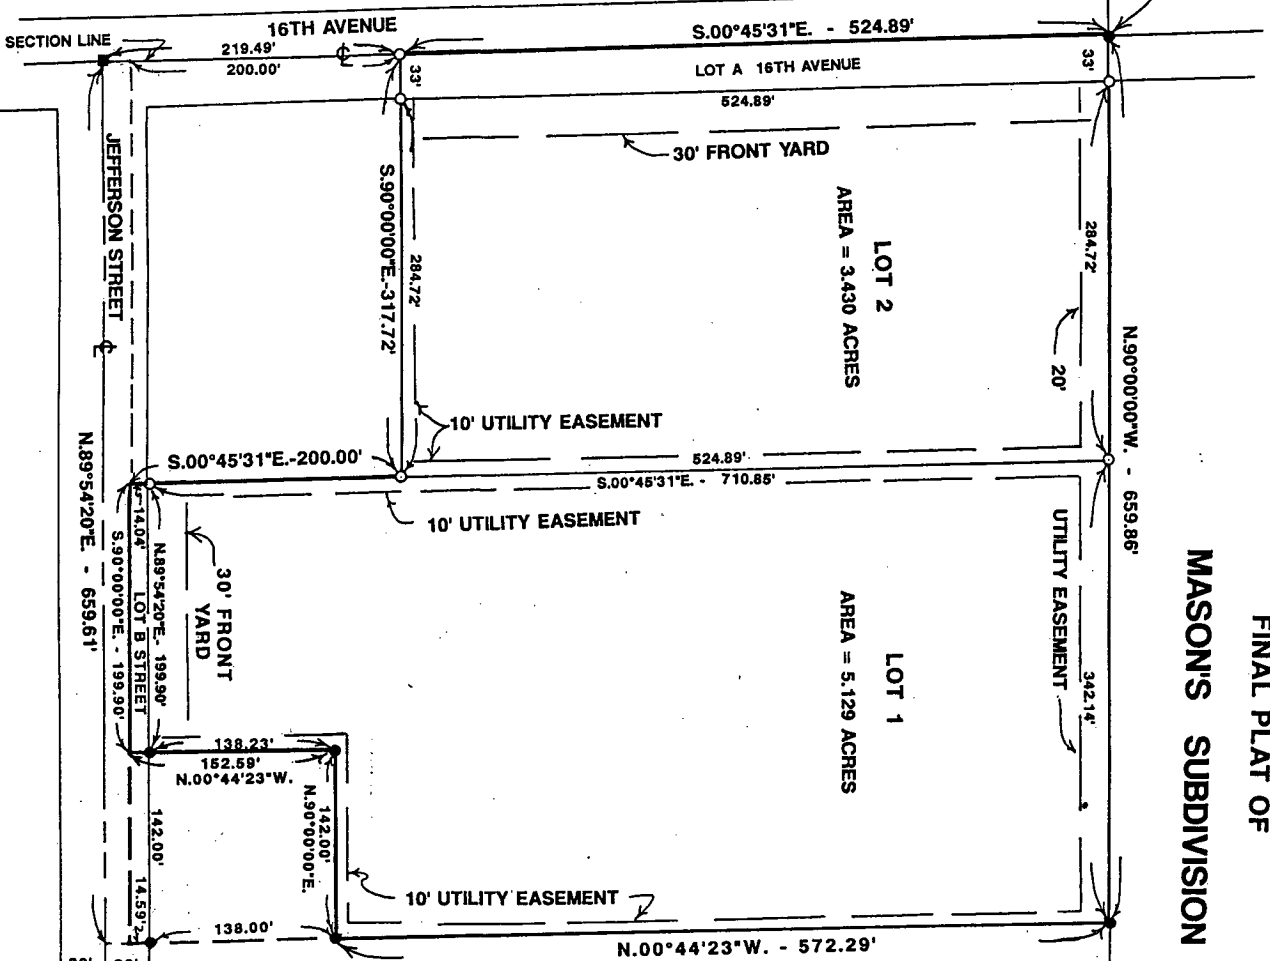 16TH AVENUE
SECTION LINE
219.49'
200.00'
S.00°45'31"E. - 524.89'
33'
LOT A 16TH AVENUE
33'
524.89'
30' FRONT YARD
JEFFERSON STREET
S.90°00'00"E.-317.72'
284.72'
LOT 2
AREA = 3.430 ACRES
284.72'
20'
N.90°00'00"W. - 659.86'
10' UTILITY EASEMENT
S.00°45'31"E.-200.00'
524.89'
S.00°45'31"E. - 710.85'
10' UTILITY EASEMENT
N.89°54'20"E. - 659.61'
14.04'
S.90°00'00"E. - 199.90'
LOT B STREET
N.89°54'20"E.- 199.90'
30' FRONT
YARD
LOT 1
AREA = 5.129 ACRES
UTILITY EASEMENT
342.14'
FINAL PLAT OF
MASON'S SUBDIVISION
138.23'
152.59'
N.00°44'23"W.
142.00'
N.90°00'00"E.
142.00'
14.59'
10' UTILITY EASEMENT
138.00'
N.00°44'23"W. - 572.29'